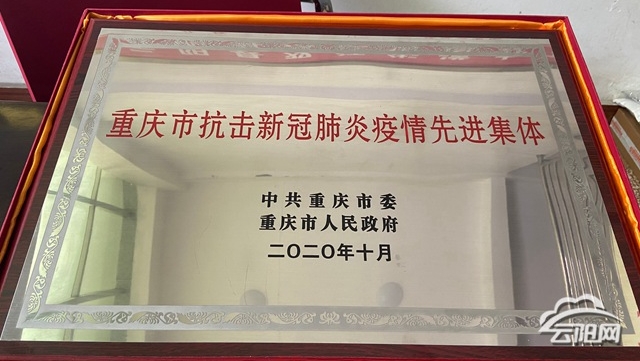 重庆市抗击新冠肺炎疫情先进集体
中共重庆市委
重庆市人民政府
二〇二〇年十月
云阳网